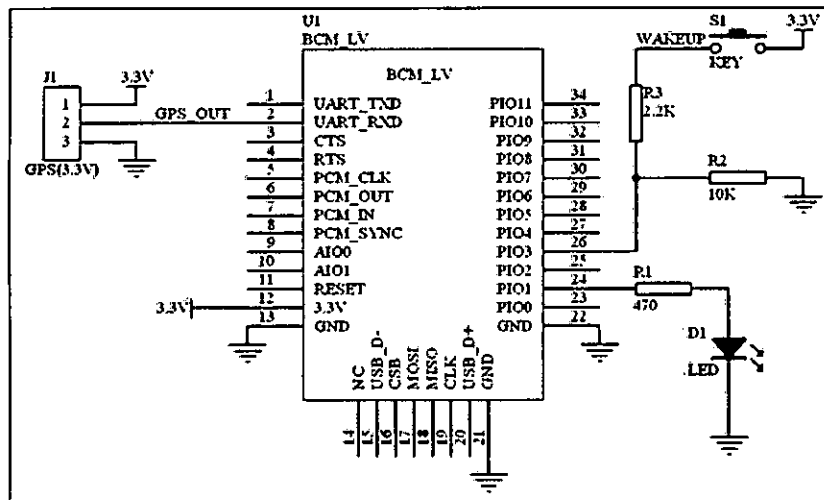 U1
BCM_LV
BCM_LV
J1
3.3V
1
2
3
GPS_OUT
GPS(3.3V)
1 UART_TXD
2 UART_RXD
3 CTS
4 RTS
5 PCM_CLK
6 PCM_OUT
7 PCM_IN
8 PCM_SYNC
9 AIO0
10 AIO1
11 RESET
3.3V 12 3.3V
13 GND
PIO11 34
PIO10 33
PIO9 32
PIO8 31
PIO7 30
PIO6 29
PIO5 28
PIO4 27
PIO3 26
PIO2 25
PIO1 24
PIO0 23
GND 22
NC 14
USB_D- 15
CSB 16
MOSI 17
MISO 18
CLK 19
USB_D+ 20
GND 21
S1
3.3V
WAKEUP
KEY
R3
2.2K
R2
10K
R1
470
D1
LED